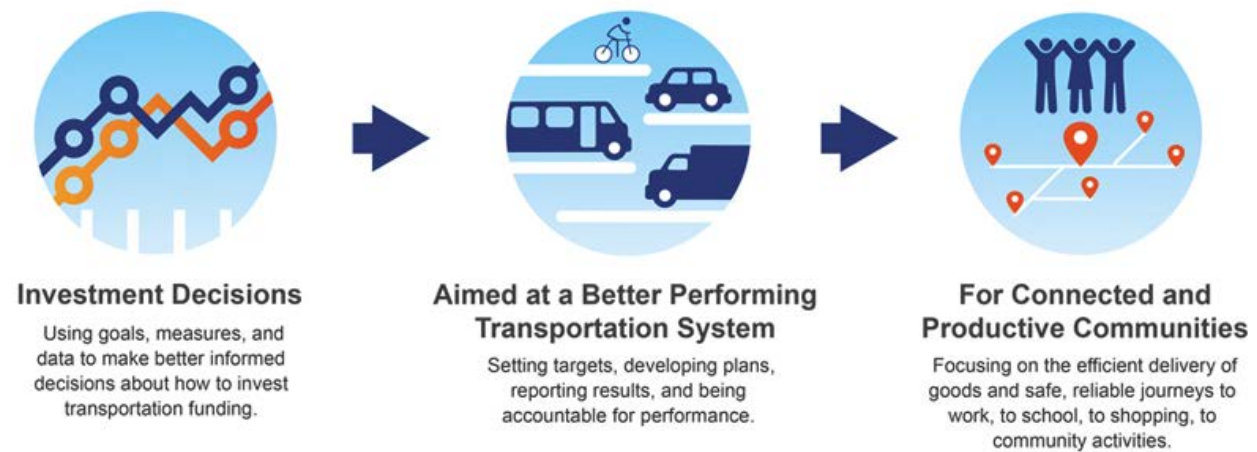 Investment Decisions
Using goals, measures, and
data to make better informed
decisions about how to invest
transportation funding.
Aimed at a Better Performing
Transportation System
Setting targets, developing plans,
reporting results, and being
accountable for performance.
For Connected and
Productive Communities
Focusing on the efficient delivery of
goods and safe, reliable journeys to
work, to school, to shopping, to
community activities.